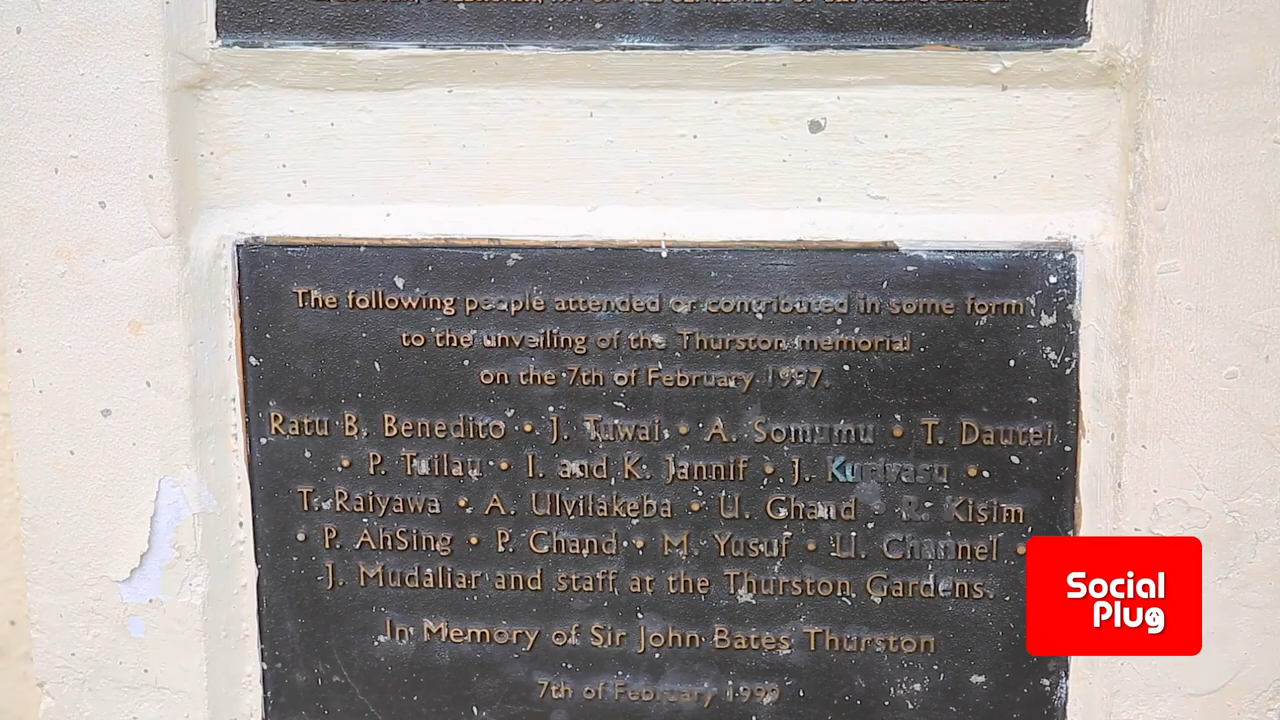 The following people attended or contributed in some form
to the unveiling of the Thurston memorial
on the 7th of February 1997.
Ratu B. Benedito • J. Tuwai • A. Somumu • T. Dautei
• P. Tuilau • I. and K. Jannif • J. •
T. Raiyawa • A. Ulvilakeba • U. Chand • R. Kisim
• P. AhSing • P. Chand • M. Yusuf • U. Channel •
J. Mudaliar and staff at the Thurston Gardens.
In Memory of Sir John Bates Thurston
7th of February 1999
Social
Plug